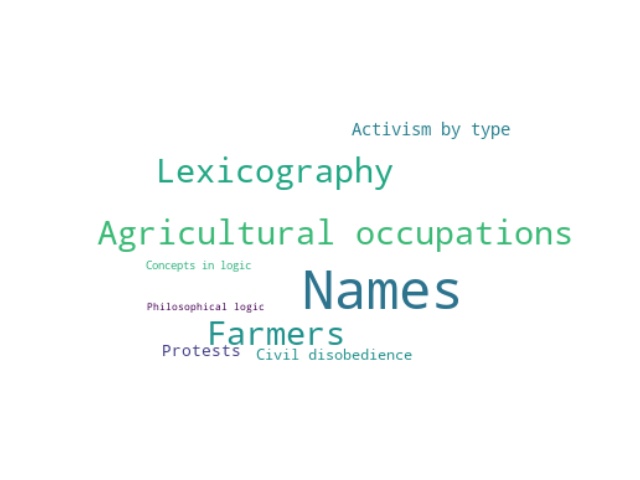 Activism by type
Lexicography
Agricultural occupations
Concepts in logic
Names
Philosophical logic
Farmers
Protests
Civil disobedience